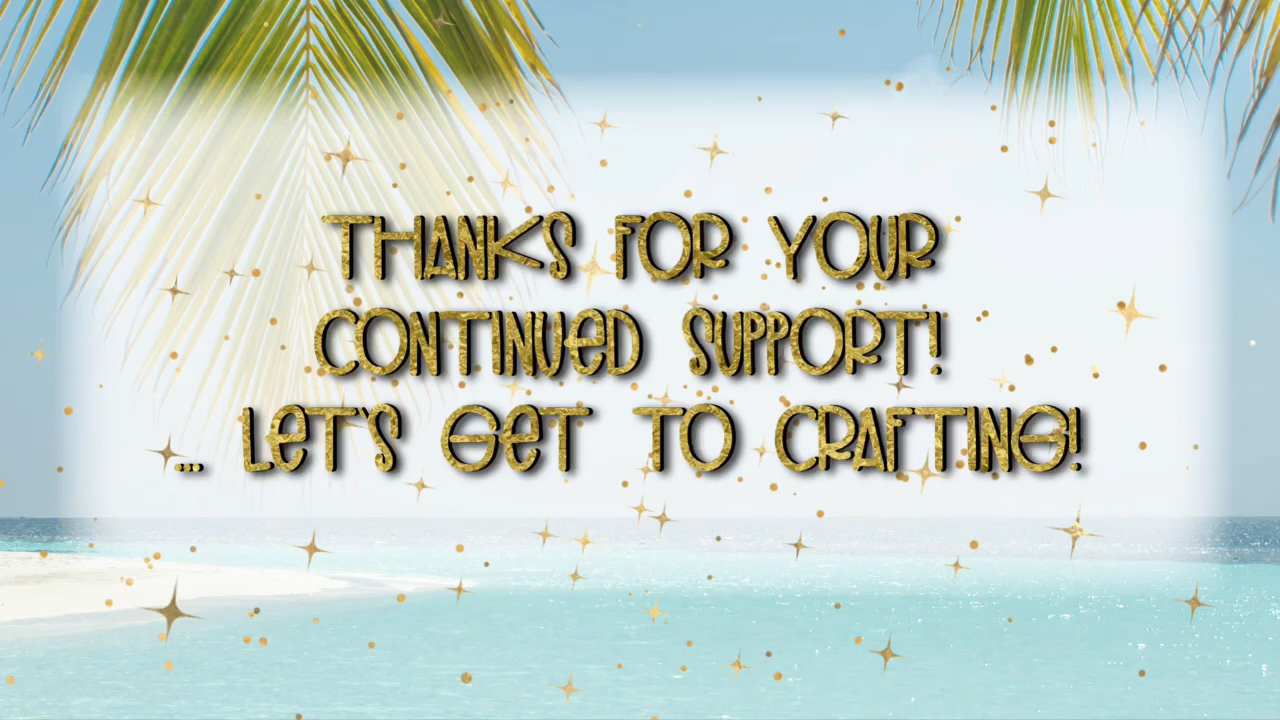 THANKS FOR YOUR
CONTINUED SUPPORT!
... LET'S GET TO CRAFTING!